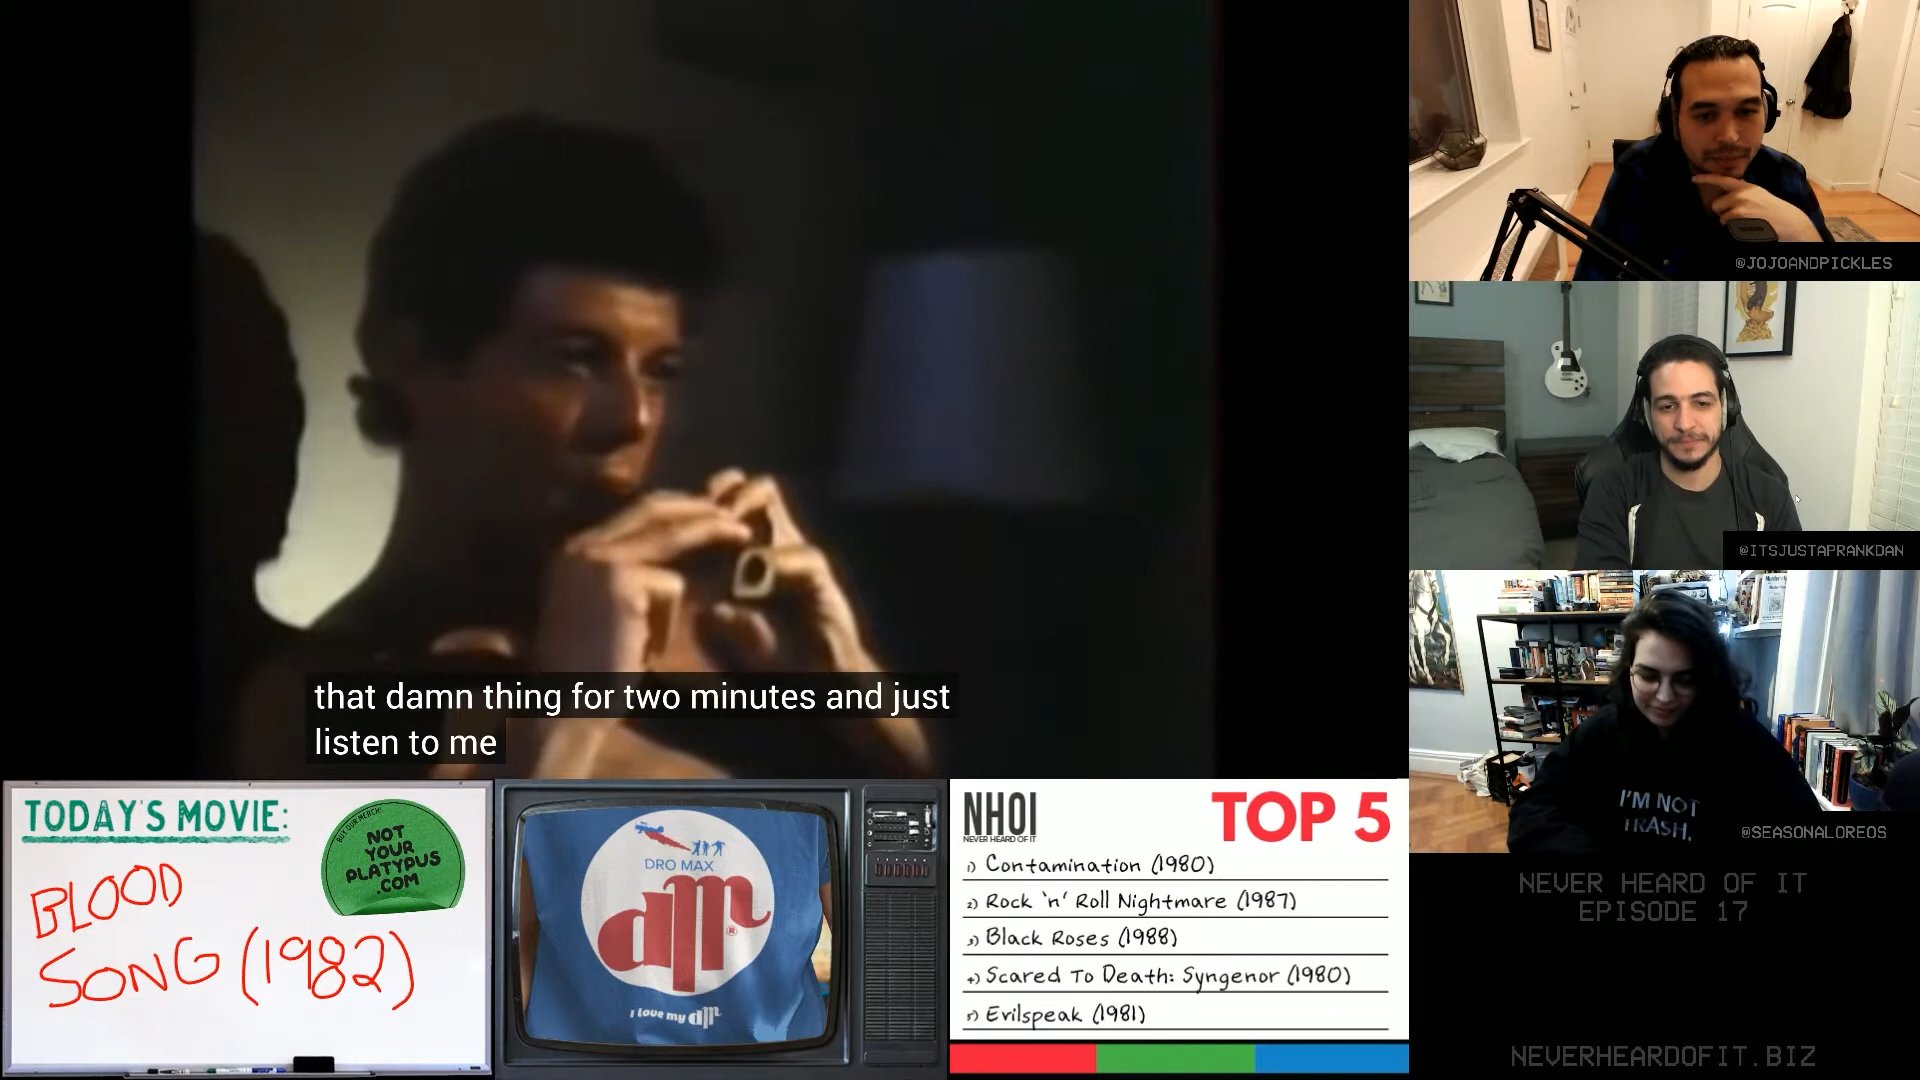 @JOJOANDPICKLES
@ITSJUSTAPRANKDAN
I'M NOT
TRASH.
@SEASONALOREOS
NEVER HEARD OF IT
EPISODE 17
NEVERHEARDOFIT.BIZ
that damn thing for two minutes and just
listen to me
TODAY'S MOVIE:
BLOOD
SONG (1982)
BUY OUR MERCH!
NOT
YOUR
PLATYPUS
.COM
DRO MAX
dm®
I love my dm
NHOI
NEVER HEARD OF IT
TOP 5
1) Contamination (1980)
2) Rock 'n' Roll Nightmare (1987)
3) Black Roses (1988)
4) Scared To Death: Syngenor (1980)
5) Evilspeak (1981)